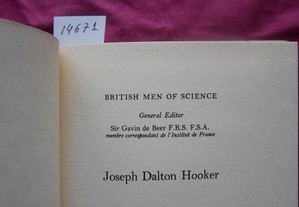 14671
BRITISH MEN OF SCIENCE
General Editor
Sir Gavin de Beer F.R.S. F.S.A.
membre correspondant de l'Institut de France
Joseph Dalton Hooker